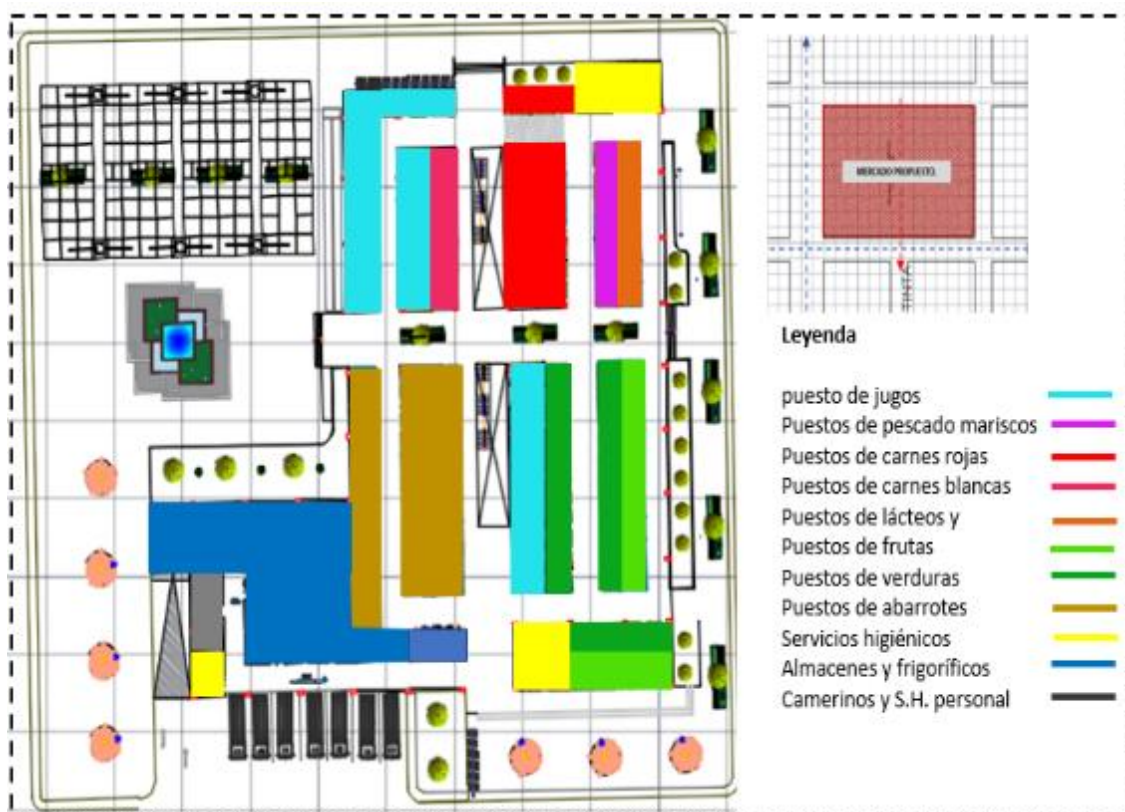 MERCADO PROPUESTO.
Leyenda
puesto de jugos
Puestos de pescado mariscos
Puestos de carnes rojas
Puestos de carnes blancas
Puestos de lácteos y
Puestos de frutas
Puestos de verduras
Puestos de abarrotes
Servicios higiénicos
Almacenes y frigoríficos
Camerinos y S.H. personal